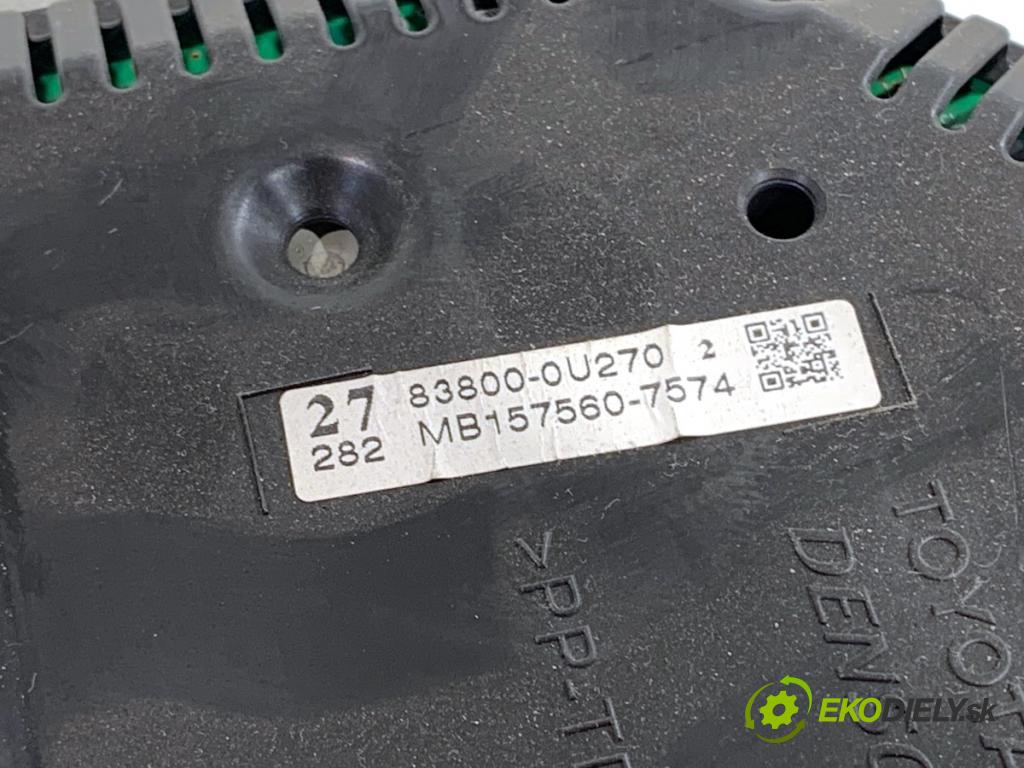 27 83800-0U270 2
282 MB157560-7574
TOYOTA
DENSO
>PP-T
EKODIELY.sk